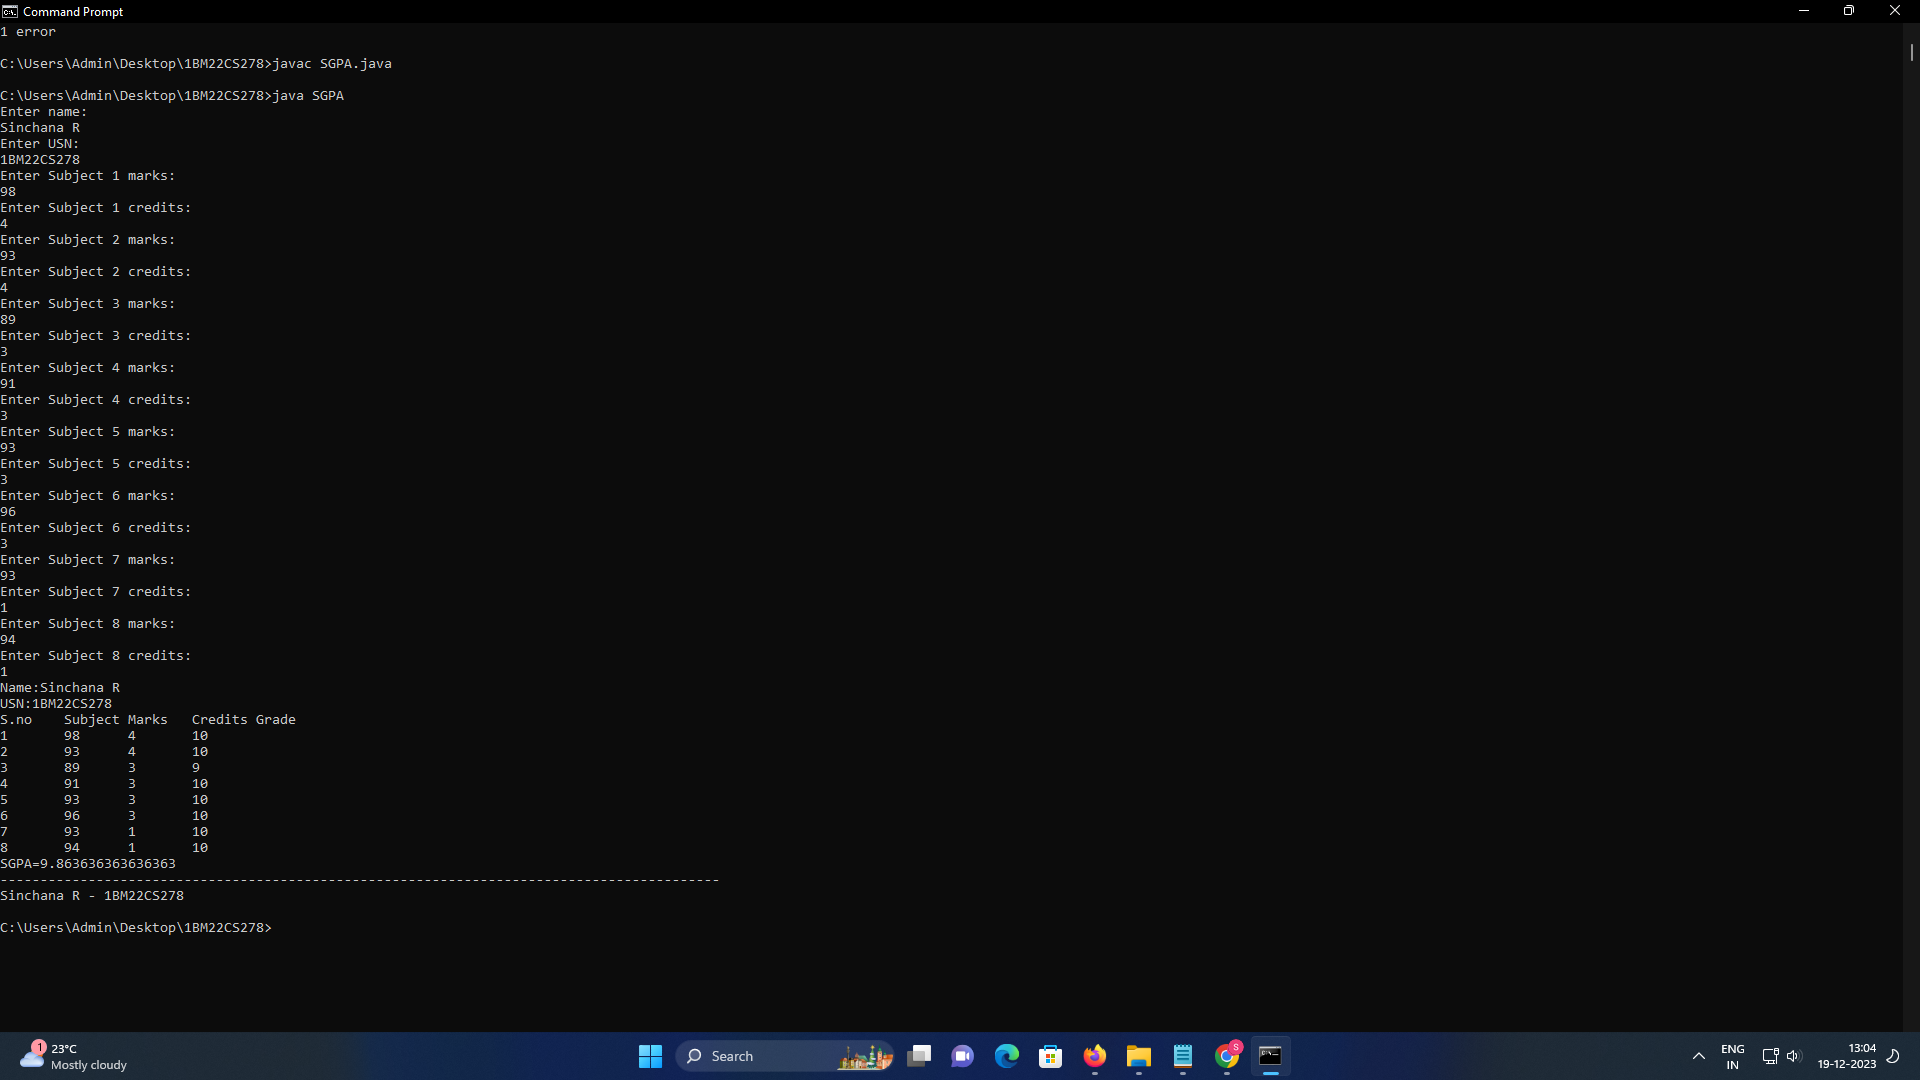 Command Prompt
1 error
C:\Users\Admin\Desktop\1BM22CS278>javac SGPA.java
C:\Users\Admin\Desktop\1BM22CS278>java SGPA
Enter name:
Sinchana R
Enter USN:
1BM22CS278
Enter Subject 1 marks:
98
Enter Subject 1 credits:
4
Enter Subject 2 marks:
93
Enter Subject 2 credits:
4
Enter Subject 3 marks:
89
Enter Subject 3 credits:
3
Enter Subject 4 marks:
91
Enter Subject 4 credits:
3
Enter Subject 5 marks:
93
Enter Subject 5 credits:
3
Enter Subject 6 marks:
96
Enter Subject 6 credits:
3
Enter Subject 7 marks:
93
Enter Subject 7 credits:
1
Enter Subject 8 marks:
94
Enter Subject 8 credits:
1
Name:Sinchana R
USN:1BM22CS278
S.no    Subject Marks   Credits Grade
1       98      4       10
2       93      4       10
3       89      3       9
4       91      3       10
5       93      3       10
6       96      3       10
7       93      1       10
8       94      1       10
SGPA=9.863636363636363
------------------------------------------------------------------------------------------
Sinchana R - 1BM22CS278
C:\Users\Admin\Desktop\1BM22CS278>
1
23°C
Mostly cloudy
Search
S
ENG
IN
13:04
19-12-2023